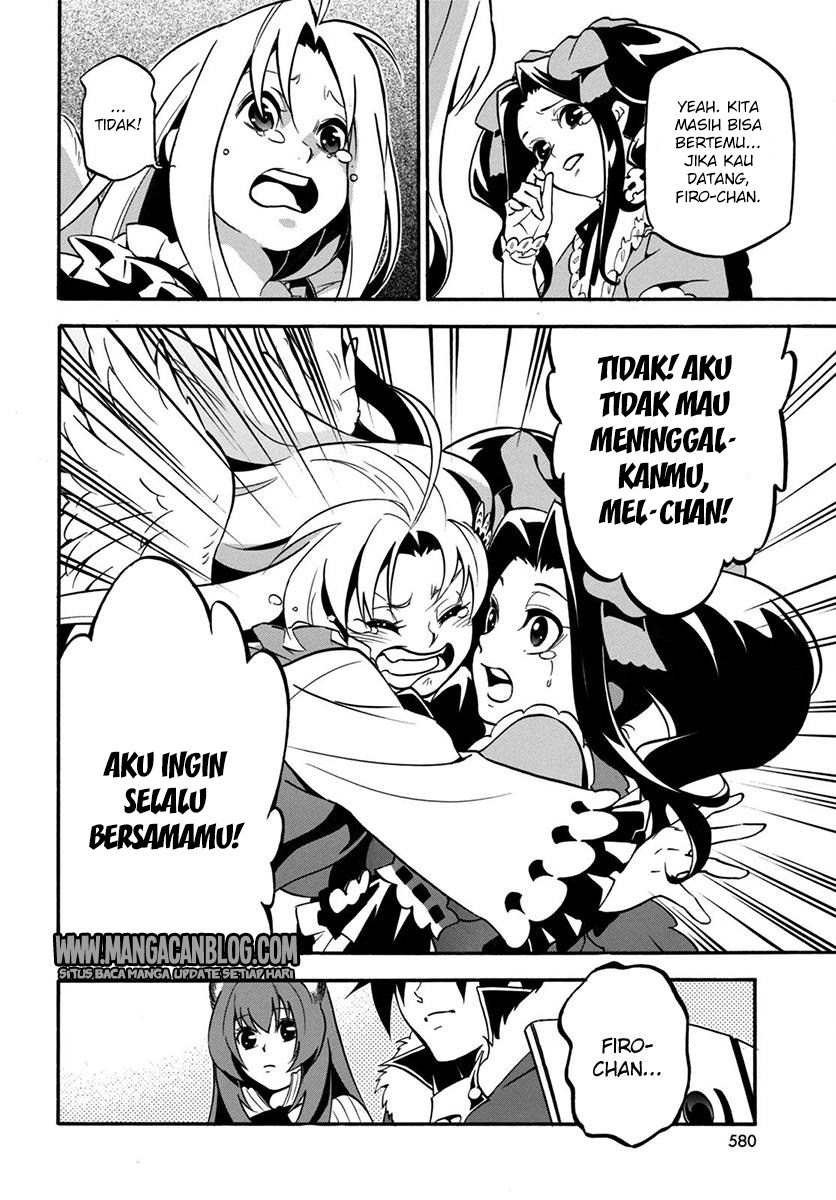 YEAH. KITA
MASIH BISA
BERTEMU...
JIKA KAU
DATANG,
FIRO-CHAN.
...
TIDAK!
TIDAK! AKU
TIDAK MAU
MENINGGAL-
KANMU,
MEL-CHAN!
AKU INGIN
SELALU
BERSAMAMU!
WWW.MANGACANBLOG.COM
SITUS BACA MANGA UPDATE SETIAP HARI
FIRO-
CHAN...
580